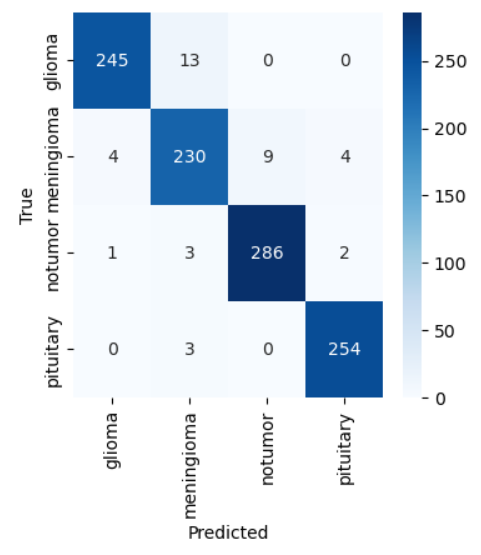 True
glioma
meningioma
notumor
pituitary
245 13 0 0
4 230 9 4
1 3 286 2
0 3 0 254
glioma
meningioma
notumor
pituitary
Predicted
250
200
150
100
50
0